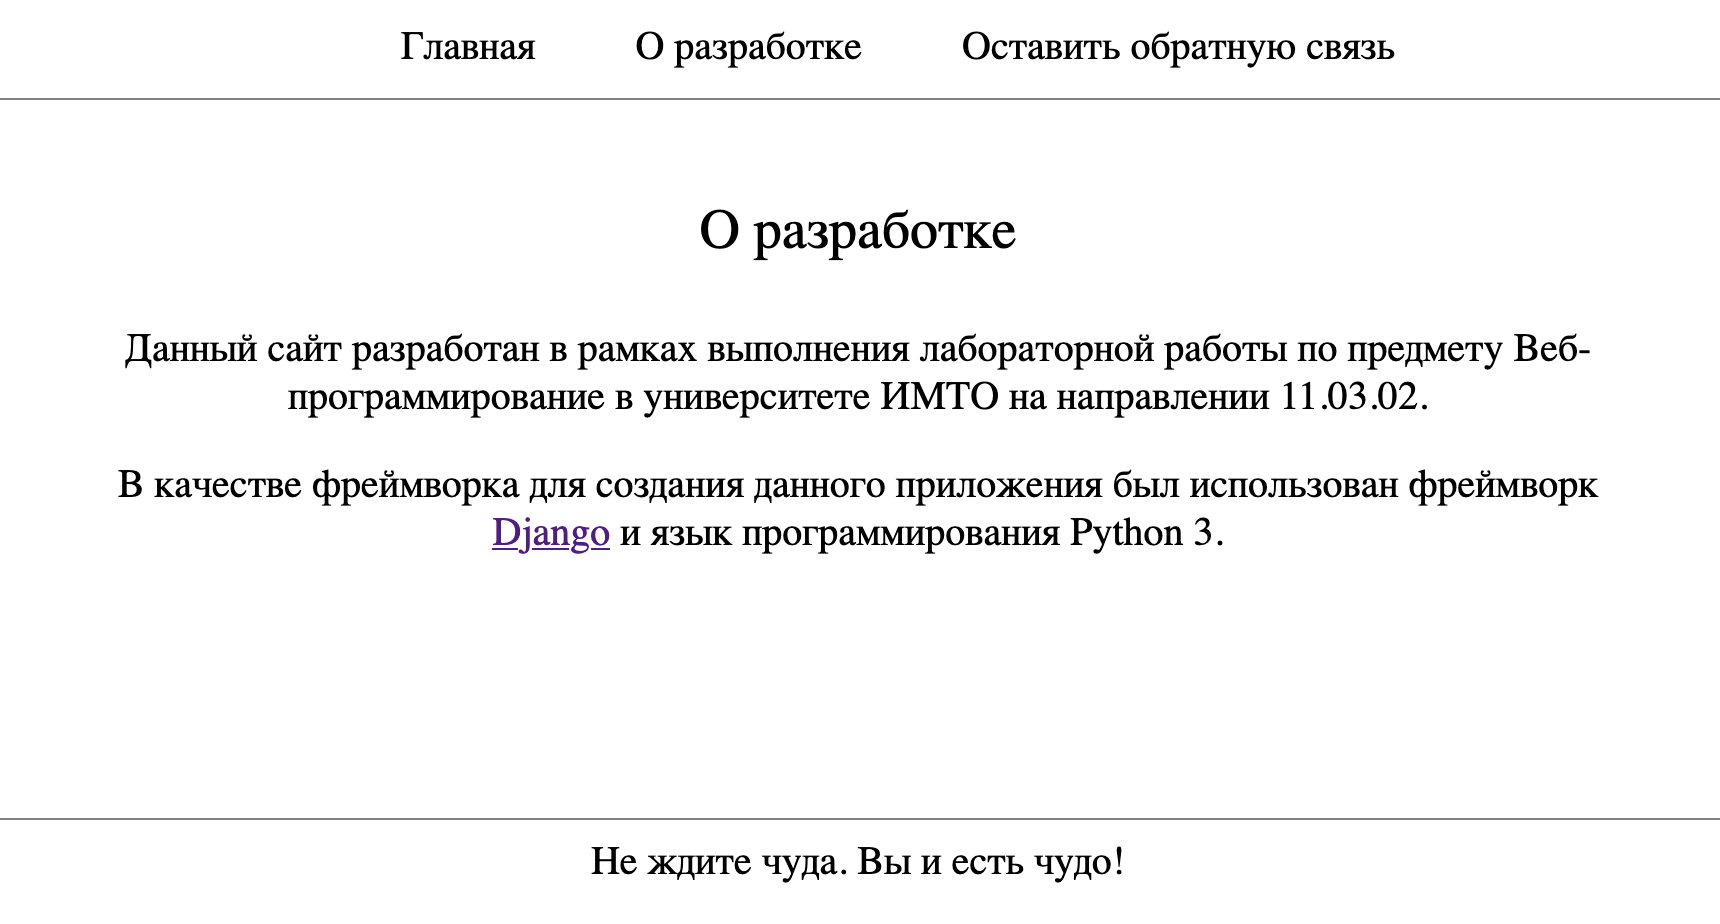 Главная О разработке Оставить обратную связь
О разработке
Данный сайт разработан в рамках выполнения лабораторной работы по предмету Веб-
программирование в университете ИМТО на направлении 11.03.02.
В качестве фреймворка для создания данного приложения был использован фреймворк
Django и язык программирования Python 3.
Не ждите чуда. Вы и есть чудо!